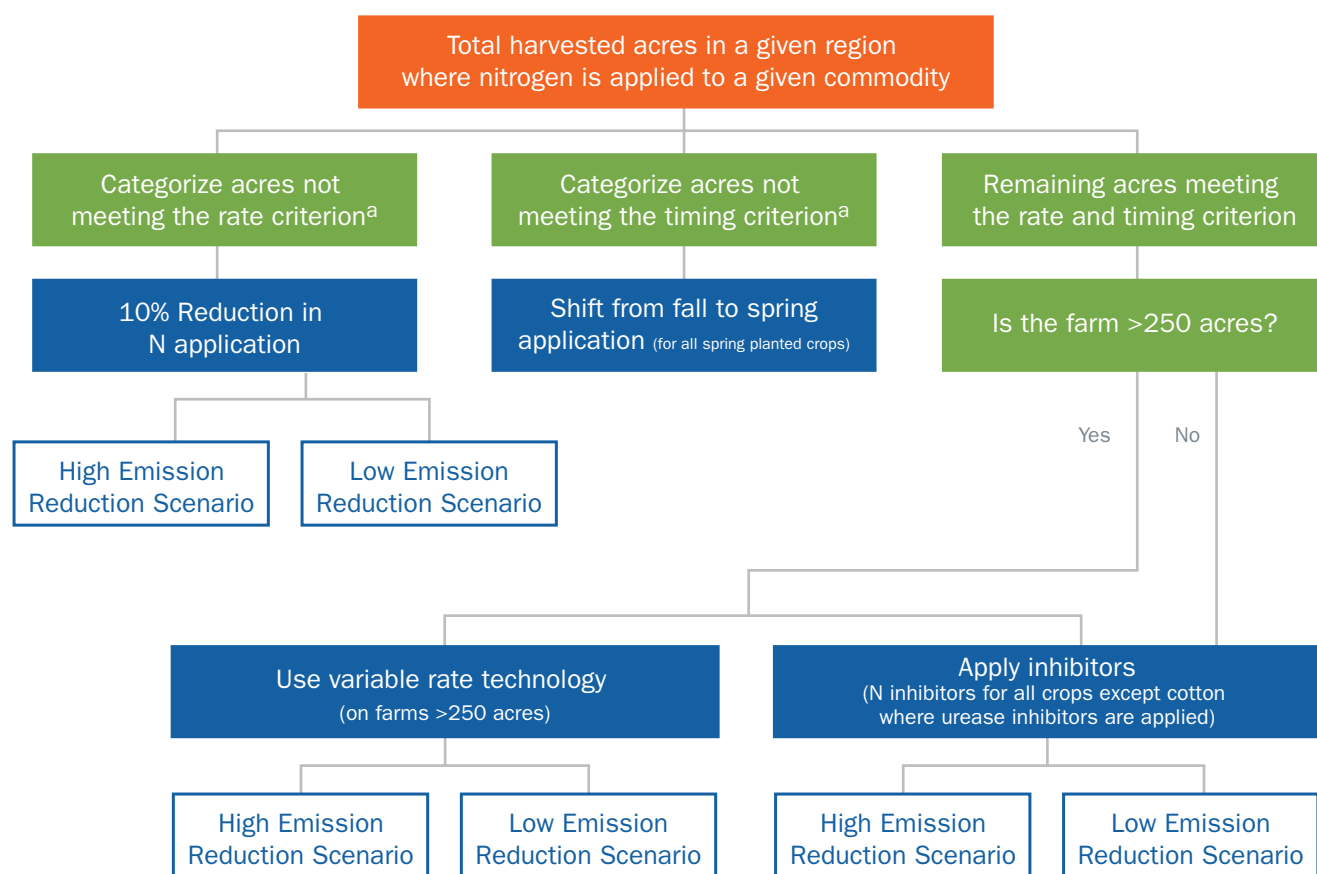 Total harvested acres in a given region
where nitrogen is applied to a given commodity
Categorize acres not
meeting the rate criterionᵃ
Categorize acres not
meeting the timing criterionᵃ
Remaining acres meeting
the rate and timing criterion
10% Reduction in
N application
Shift from fall to spring
application (for all spring planted crops)
Is the farm >250 acres?
Yes
No
High Emission
Reduction Scenario
Low Emission
Reduction Scenario
Use variable rate technology
(on farms >250 acres)
Apply inhibitors
(N inhibitors for all crops except cotton
where urease inhibitors are applied)
High Emission
Reduction Scenario
Low Emission
Reduction Scenario
High Emission
Reduction Scenario
Low Emission
Reduction Scenario